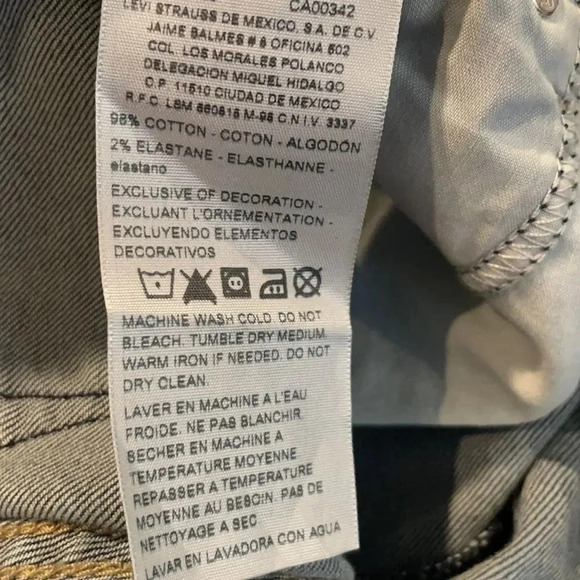 CA00342
LEVI STRAUSS DE MEXICO, S.A. DE C.V.
JAIME BALMES # 8 OFICINA 602
COL. LOS MORALES POLANCO
DELEGACION MIGUEL HIDALGO
C.P. 11510 CIUDAD DE MEXICO
R.F.C. LSM 660615 M-96 C.N.I.V. 3337
98% COTTON - COTON - ALGODÓN
2% ELASTANE - ELASTHANNE -
elastano
EXCLUSIVE OF DECORATION -
EXCLUANT L'ORNEMENTATION -
EXCLUYENDO ELEMENTOS
DECORATIVOS
MACHINE WASH COLD. DO NOT
BLEACH. TUMBLE DRY MEDIUM.
WARM IRON IF NEEDED. DO NOT
DRY CLEAN.
LAVER EN MACHINE A L'EAU
FROIDE. NE PAS BLANCHIR
SECHER EN MACHINE A
TEMPERATURE MOYENNE
REPASSER A TEMPERATURE
MOYENNE AU BESOIN. PAS DE
NETTOYAGE A SEC
LAVAR EN LAVADORA CON AGUA